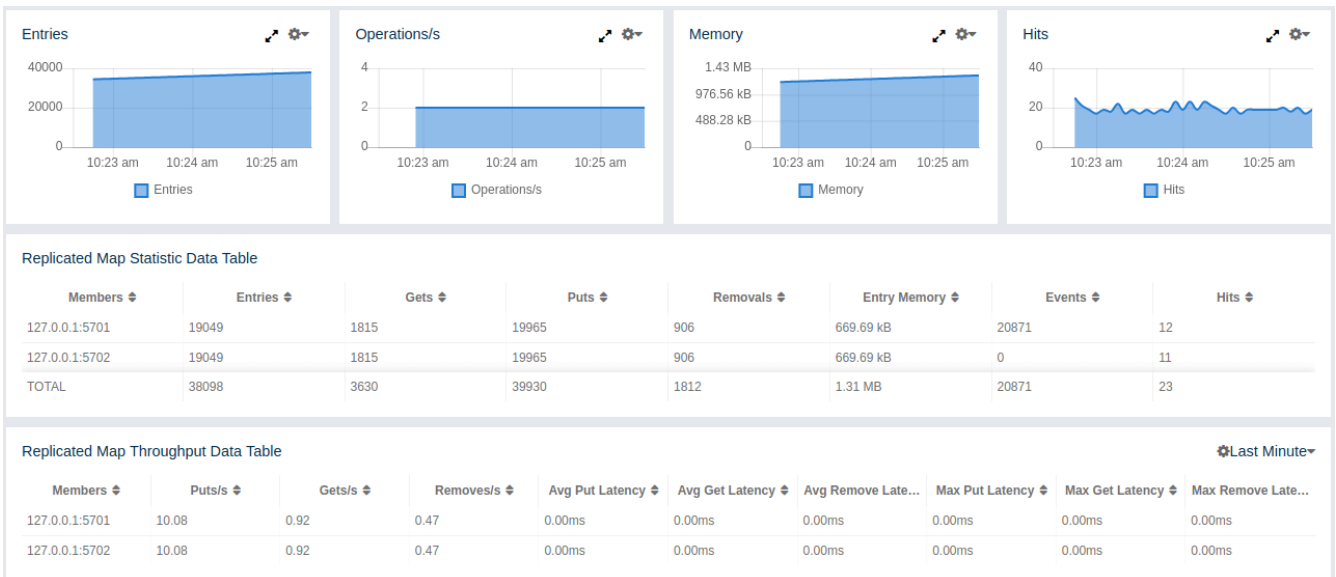 Entries Operations/s Memory Hits
40000 4 1.43 MB 40
976.56 kB
20000 2 20
488.28 kB
0 0 0 0
10:23 am 10:24 am 10:25 am 10:23 am 10:24 am 10:25 am 10:23 am 10:24 am 10:25 am 10:23 am 10:24 am 10:25 am
Entries Operations/s Memory Hits
Replicated Map Statistic Data Table
Members Entries Gets Puts Removals Entry Memory Events Hits
127.0.0.1:5701 19049 1815 19965 906 669.69 kB 20871 12
127.0.0.1:5702 19049 1815 19965 906 669.69 kB 0 11
TOTAL 38098 3630 39930 1812 1.31 MB 20871 23
Replicated Map Throughput Data Table Last Minute
Members Puts/s Gets/s Removes/s Avg Put Latency Avg Get Latency Avg Remove Late... Max Put Latency Max Get Latency Max Remove Late...
127.0.0.1:5701 10.08 0.92 0.47 0.00ms 0.00ms 0.00ms 0.00ms 0.00ms 0.00ms
127.0.0.1:5702 10.08 0.92 0.47 0.00ms 0.00ms 0.00ms 0.00ms 0.00ms 0.00ms